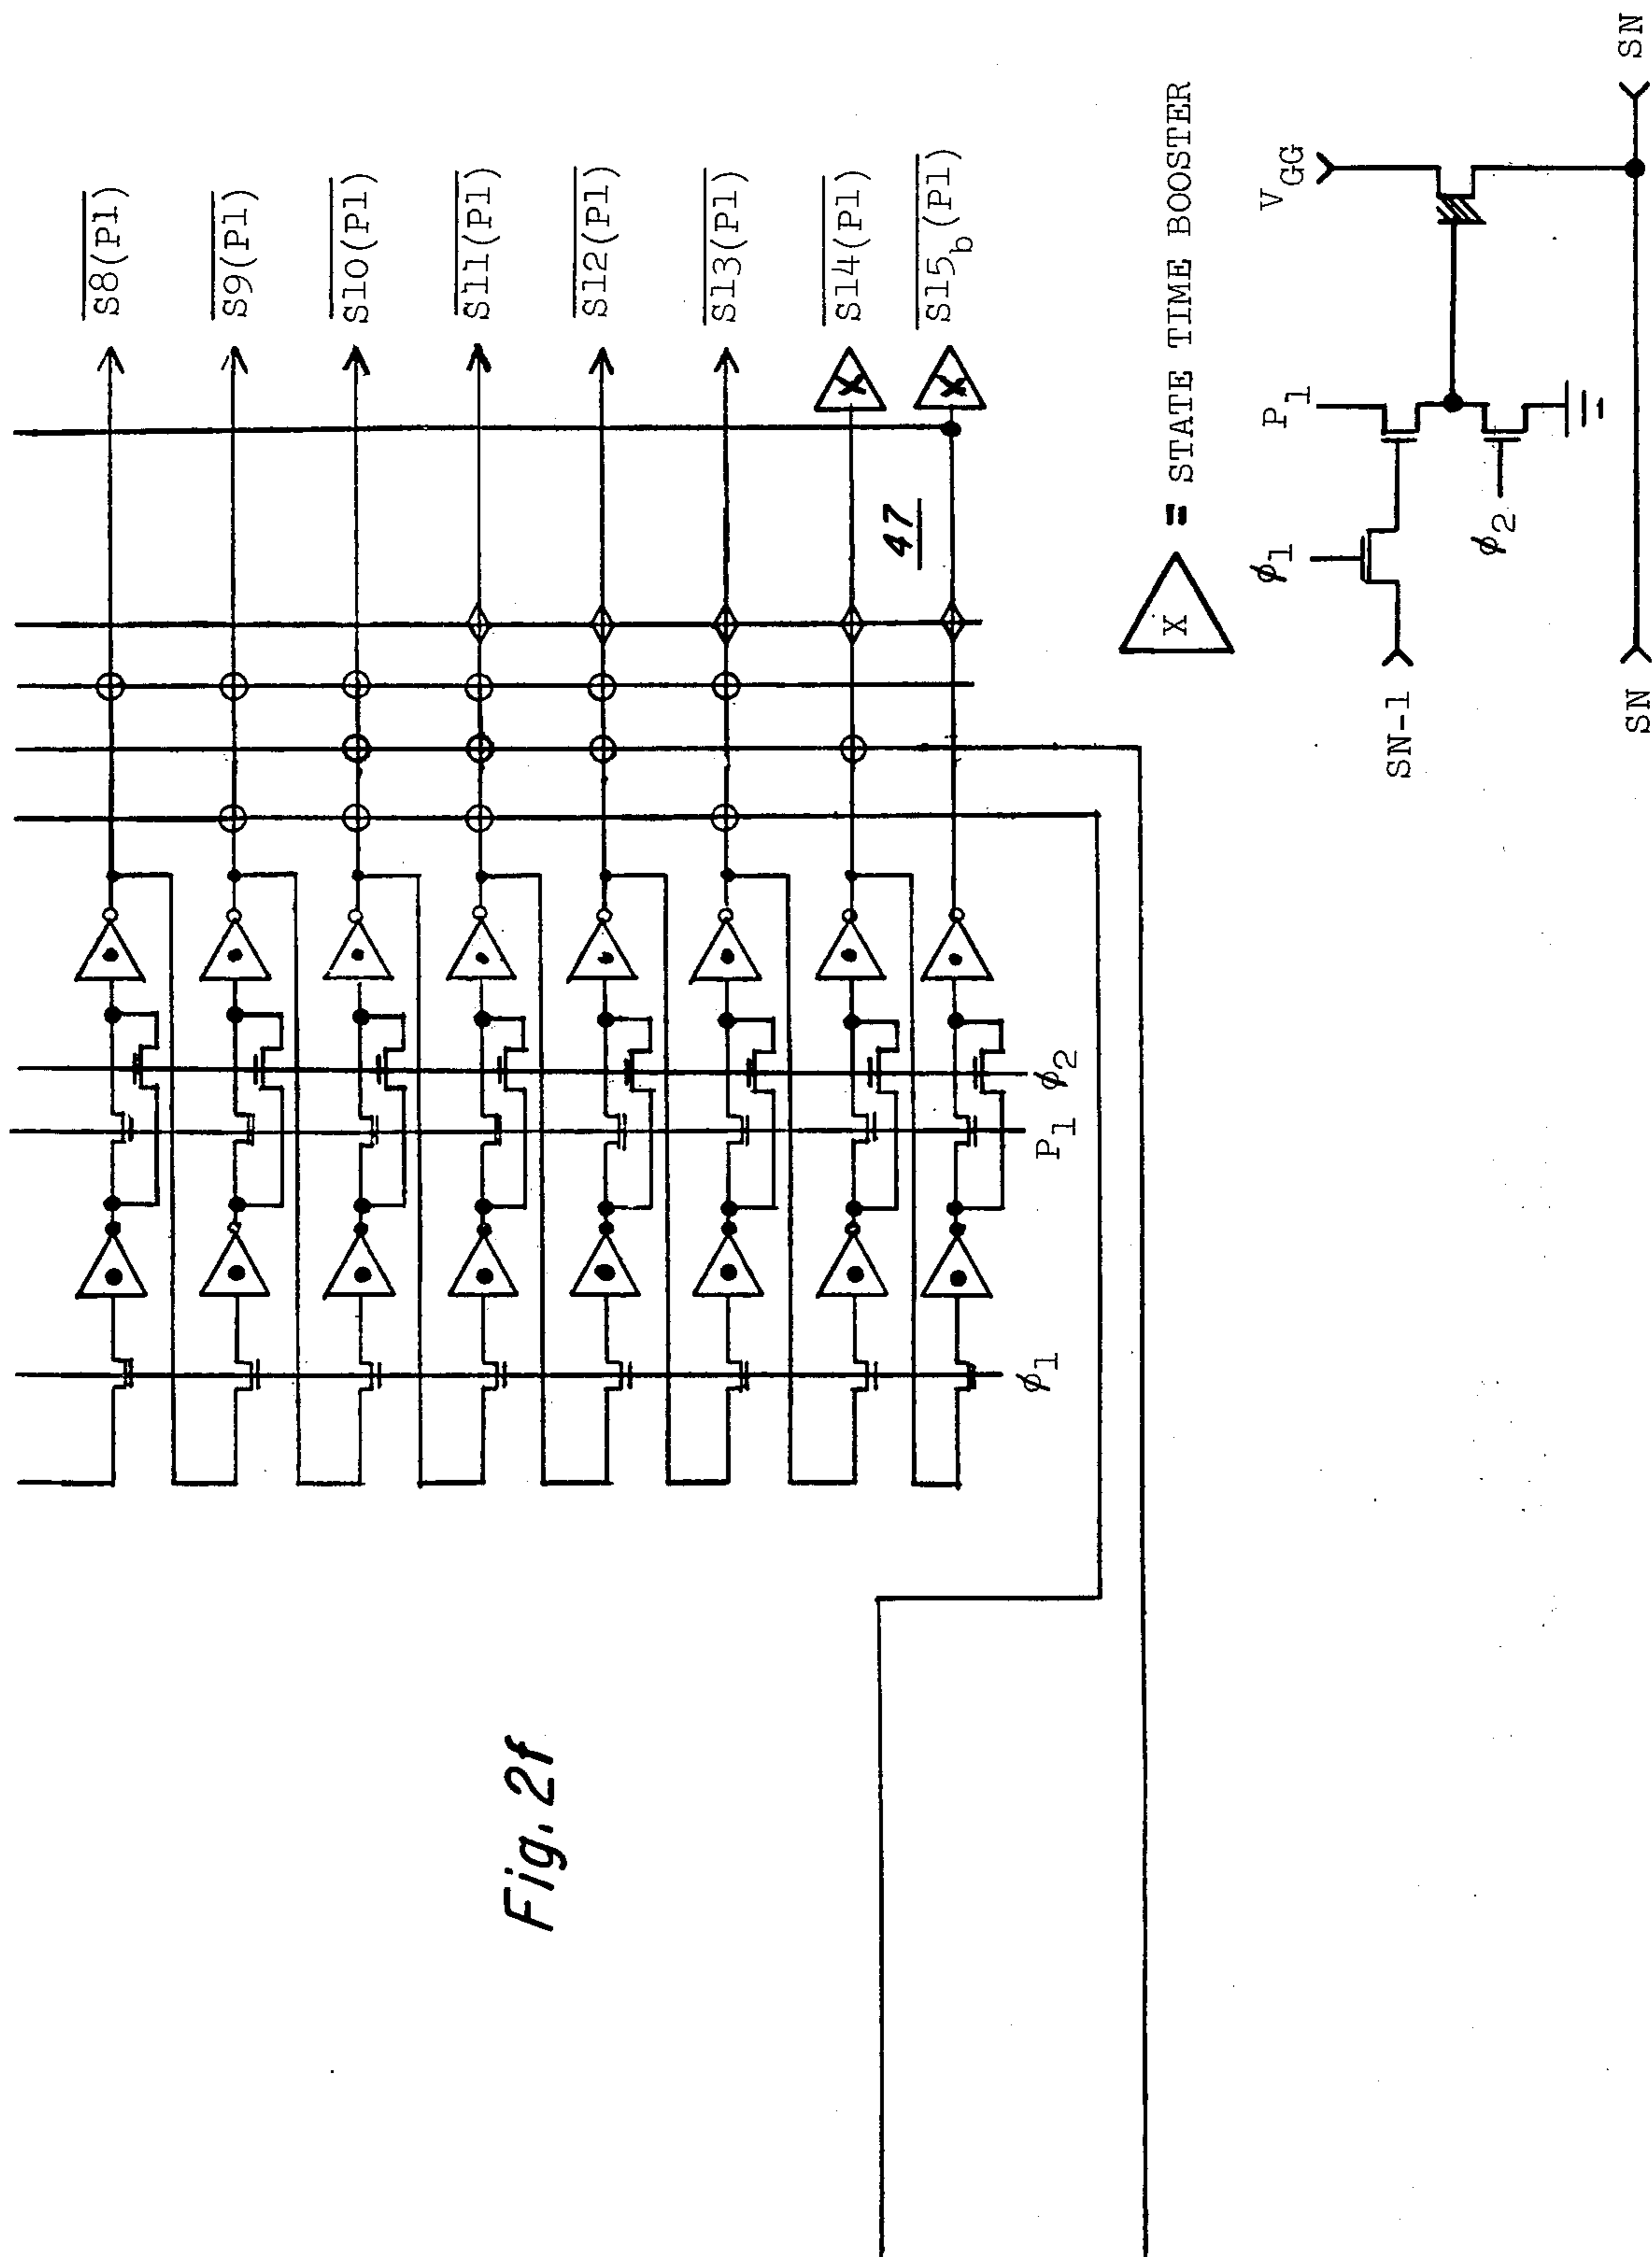 S8(P1)
S9(P1)
S10(P1)
S11(P1)
S12(P1)
S13(P1)
S14(P1)
S15b(P1)
47
ϕ1
P1
ϕ2
Fig. 2f
X = STATE TIME BOOSTER
X
X
SN-1
ϕ1
P1
ϕ2
VGG
SN
SN